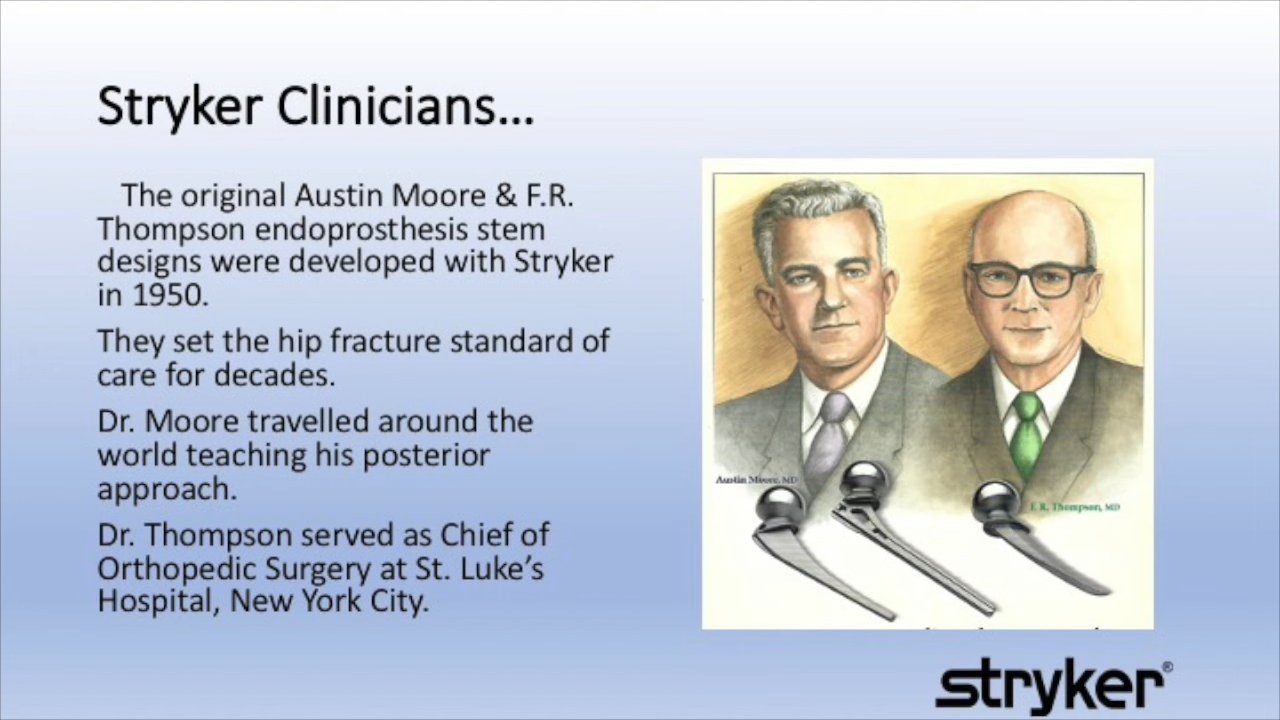 Stryker Clinicians...
The original Austin Moore & F.R.
Thompson endoprosthesis stem
designs were developed with Stryker
in 1950.
They set the hip fracture standard of
care for decades.
Dr. Moore travelled around the
world teaching his posterior
approach.
Dr. Thompson served as Chief of
Orthopedic Surgery at St. Luke’s
Hospital, New York City.
Austin Moore, MD
F. R. Thompson, MD
stryker®